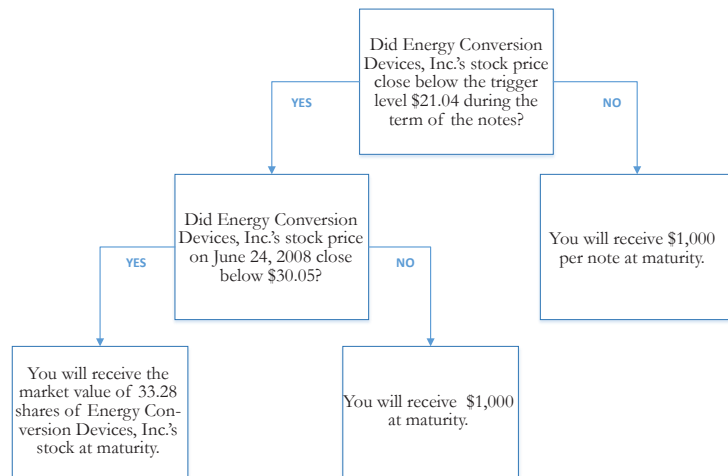 Did Energy Conversion
Devices, Inc.'s stock price
close below the trigger
level $21.04 during the
term of the notes?
YES
NO
Did Energy Conversion
Devices, Inc.'s stock price
on June 24, 2008 close
below $30.05?
You will receive $1,000
per note at maturity.
YES
NO
You will receive the
market value of 33.28
shares of Energy Con-
version Devices, Inc.'s
stock at maturity.
You will receive $1,000
at maturity.